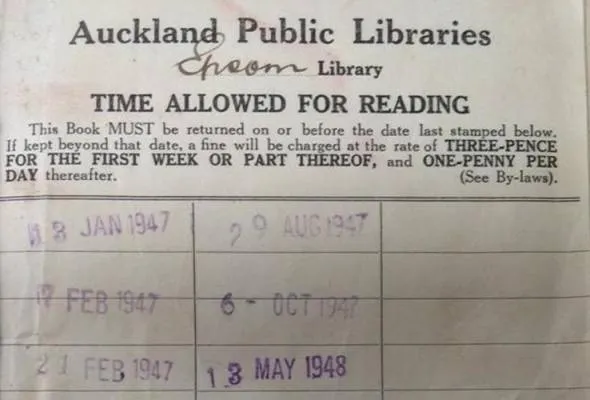 Auckland Public Libraries
Epsom Library
TIME ALLOWED FOR READING
This Book MUST be returned on or before the date last stamped below.
If kept beyond that date, a fine will be charged at the rate of THREE-PENCE
FOR THE FIRST WEEK OR PART THEREOF, and ONE-PENNY PER
DAY thereafter. (See By-laws).
13 JAN 1947 29 AUG 1947
FEB 1947 6 - OCT 1947
21 FEB 1947 13 MAY 1948